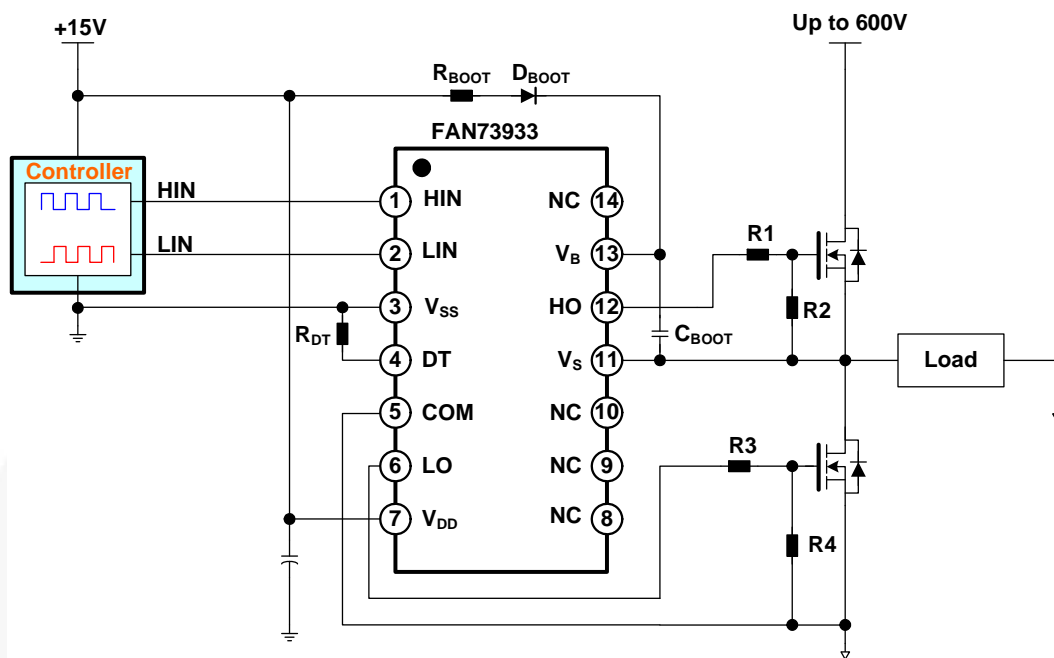 +15V
Up to 600V
RBOOT
DBOOT
FAN73933
Controller
HIN
LIN
1
HIN
NC
14
2
LIN
VB
13
3
VSS
HO
12
4
DT
VS
11
5
COM
NC
10
6
LO
NC
9
7
VDD
NC
8
RDT
CBOOT
R1
R2
Load
R3
R4